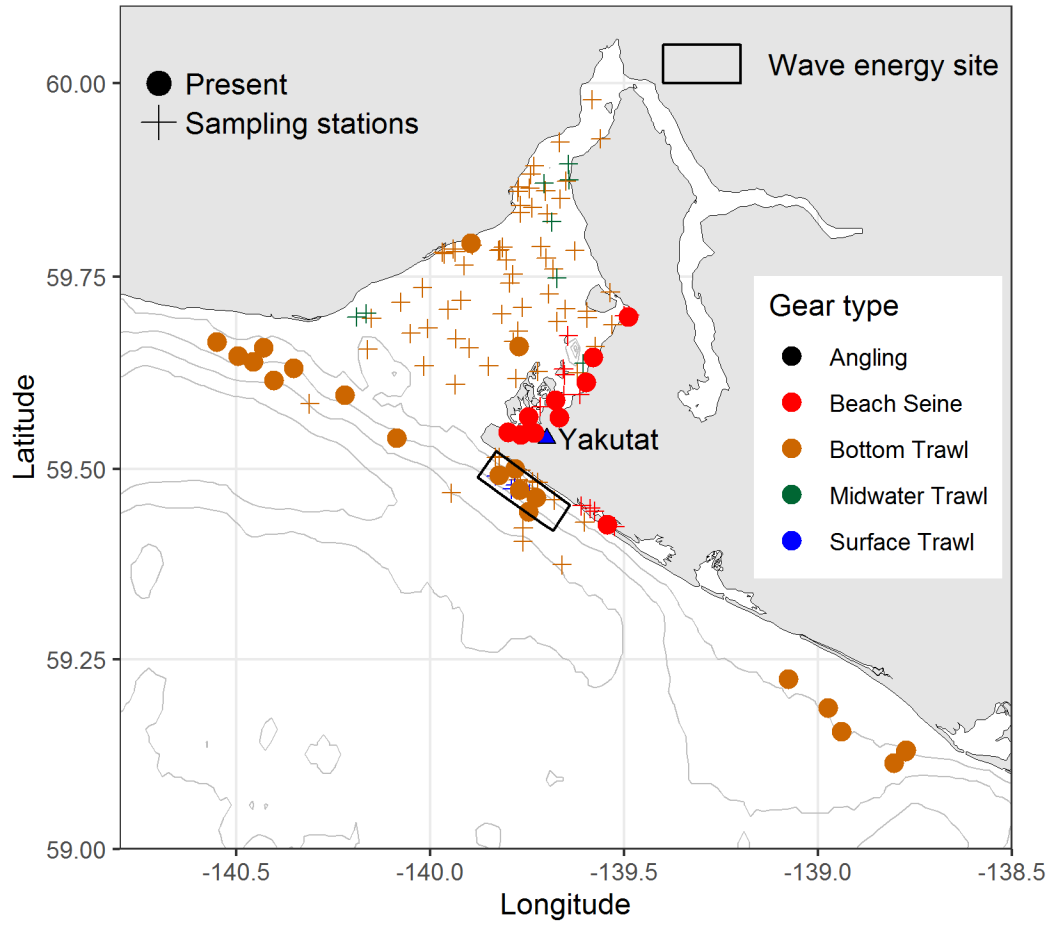 Present
Sampling stations
Wave energy site
60.00
59.75
59.50
59.25
59.00
Latitude
Yakutat
Gear type
Angling
Beach Seine
Bottom Trawl
Midwater Trawl
Surface Trawl
-140.5 -140.0 -139.5 -139.0 -138.5
Longitude